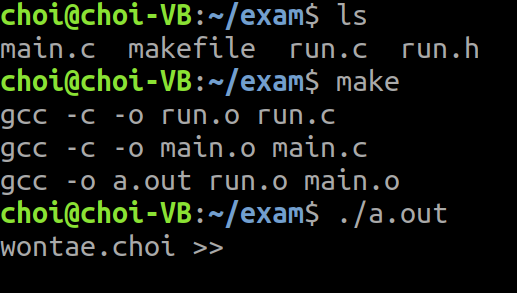 choi@choi-VB:~/exam$ ls
main.c  makefile  run.c  run.h
choi@choi-VB:~/exam$ make
gcc -c -o run.o run.c
gcc -c -o main.o main.c
gcc -o a.out run.o main.o
choi@choi-VB:~/exam$ ./a.out
wontae.choi >>